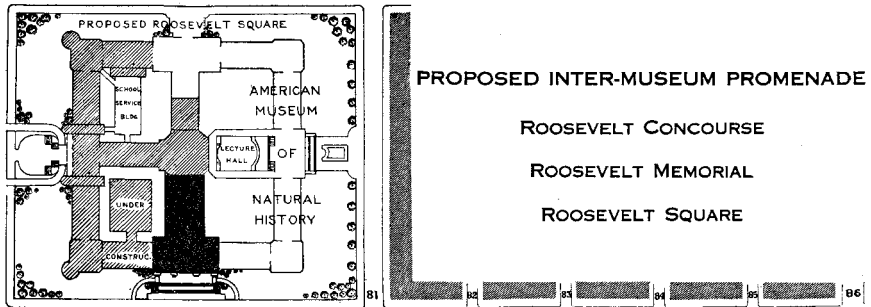 PROPOSED ROOSEVELT SQUARE
SCHOOL
SERVICE
BLDG
AMERICAN
MUSEUM
LECTURE
HALL
OF
UNDER
CONSTRUC.
NATURAL
HISTORY
81
PROPOSED INTER-MUSEUM PROMENADE
ROOSEVELT CONCOURSE
ROOSEVELT MEMORIAL
ROOSEVELT SQUARE
82
83
84
85
86